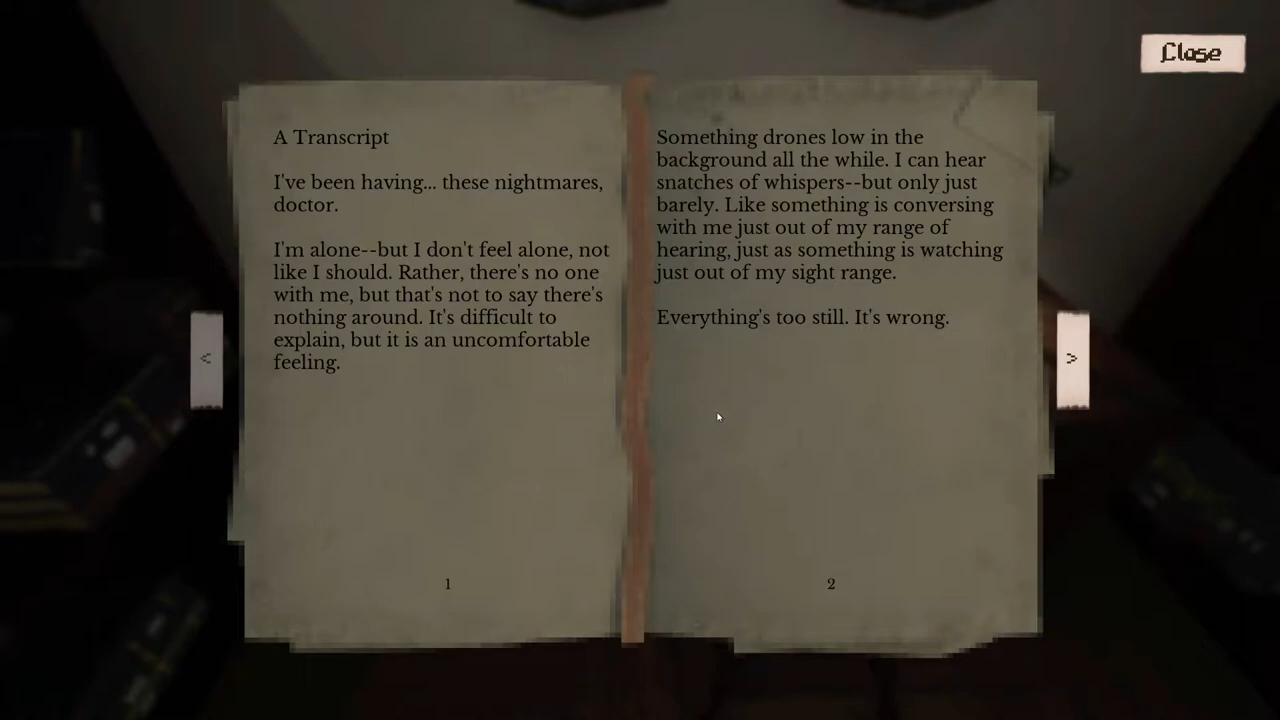 Close
A Transcript
I've been having... these nightmares,
doctor.
I'm alone--but I don't feel alone, not
like I should. Rather, there's no one
with me, but that's not to say there's
nothing around. It's difficult to
explain, but it is an uncomfortable
feeling.
1
Something drones low in the
background all the while. I can hear
snatches of whispers--but only just
barely. Like something is conversing
with me just out of my range of
hearing, just as something is watching
just out of my sight range.
Everything's too still. It's wrong.
2
<
>